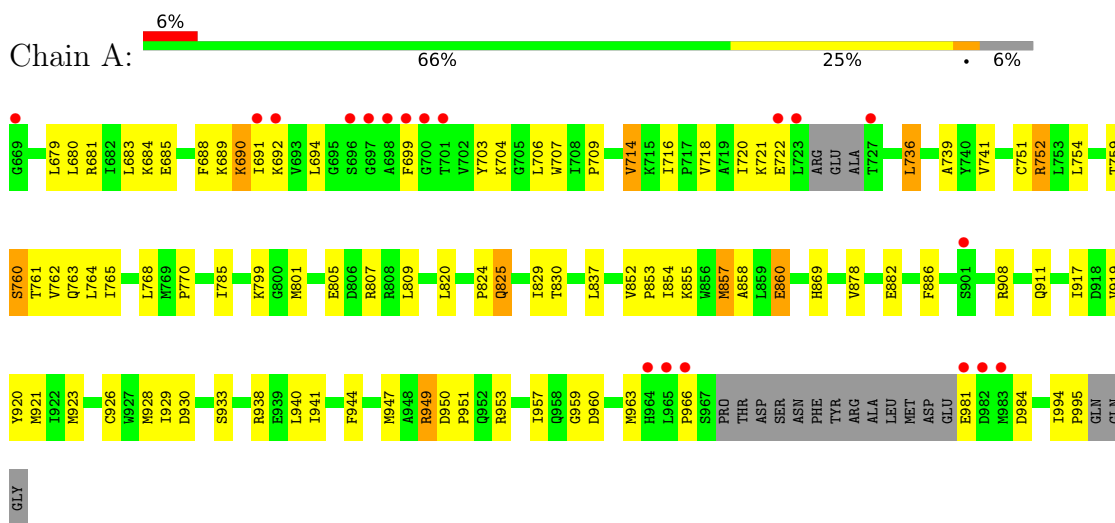 6%
Chain A:
66% 25% • 6%
G669 L679 L680 R681 I682 L683 K684 E685 F688 K689 K690 I691 K692 V693 L694 G695 S696 G697 A698 F699 G700 T701 V702 Y703 K704 G705 L706 W707 I708 P709 V714 K715 I716 P717 V718 A719 I720 K721 E722 L723 ARG GLU ALA T727 L736 A739 Y740 V741 C751 R752 L753 L754 T759
S760 T761 V762 Q763 L764 I765 L768 M769 P770 I785 K799 G800 M801 E805 D806 R807 R808 L809 L820 P824 Q825 I829 T830 L837 V852 P853 I854 K855 W856 M857 A858 L859 E860 H869 V878 E882 F886 S901 R908 Q911 I917 D918 V919
Y920 M921 I922 M923 C926 W927 M928 I929 D930 S933 R938 E939 L940 I941 F944 M947 A948 R949 D950 P951 Q952 R953 I957 Q958 G959 D960 M963 H964 L965 P966 S967 PRO THR ASP SER ASN PHE TYR ARG ALA LEU MET ASP GLU E981 D982 M983 D984 I994 P995 GLN
GLY